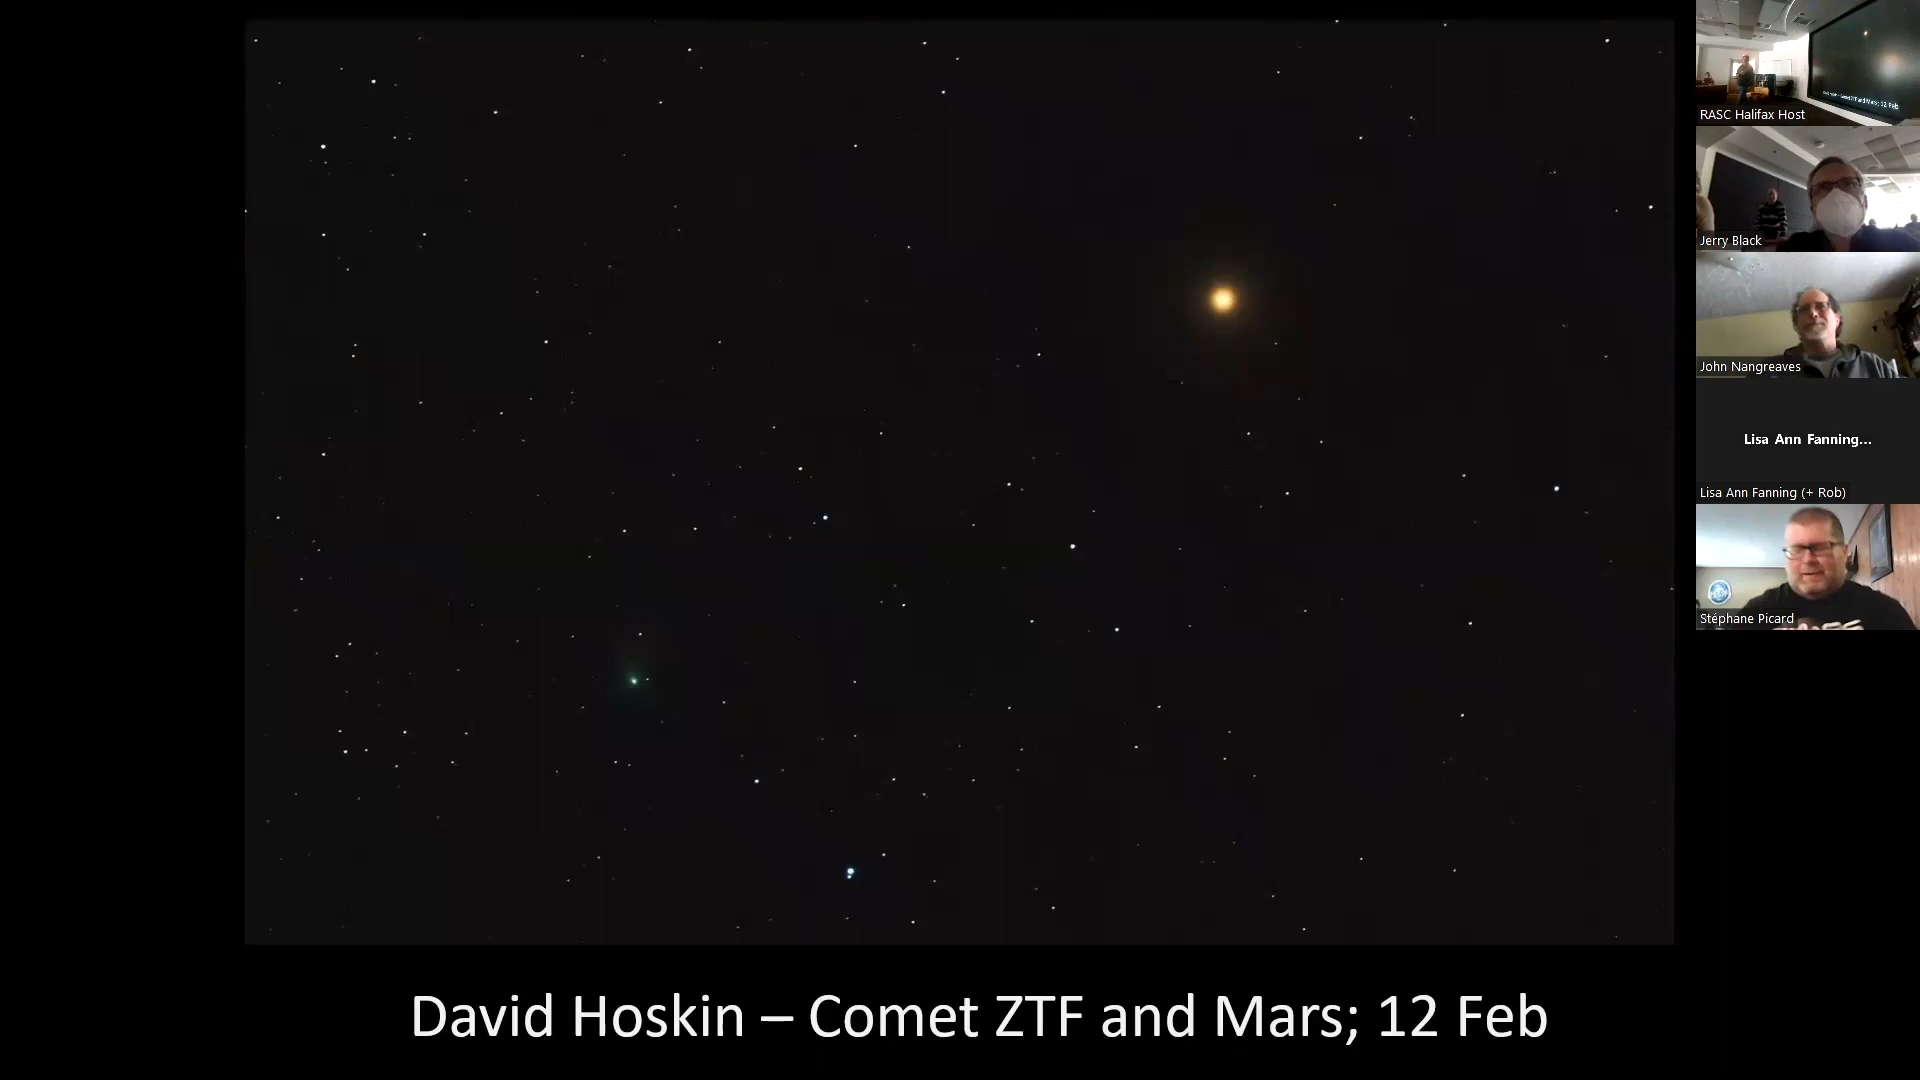 David Hoskin – Comet ZTF and Mars; 12 Feb
RASC Halifax Host
Jerry Black
John Nangreaves
Lisa Ann Fanning...
Lisa Ann Fanning (+ Rob)
Stéphane Picard